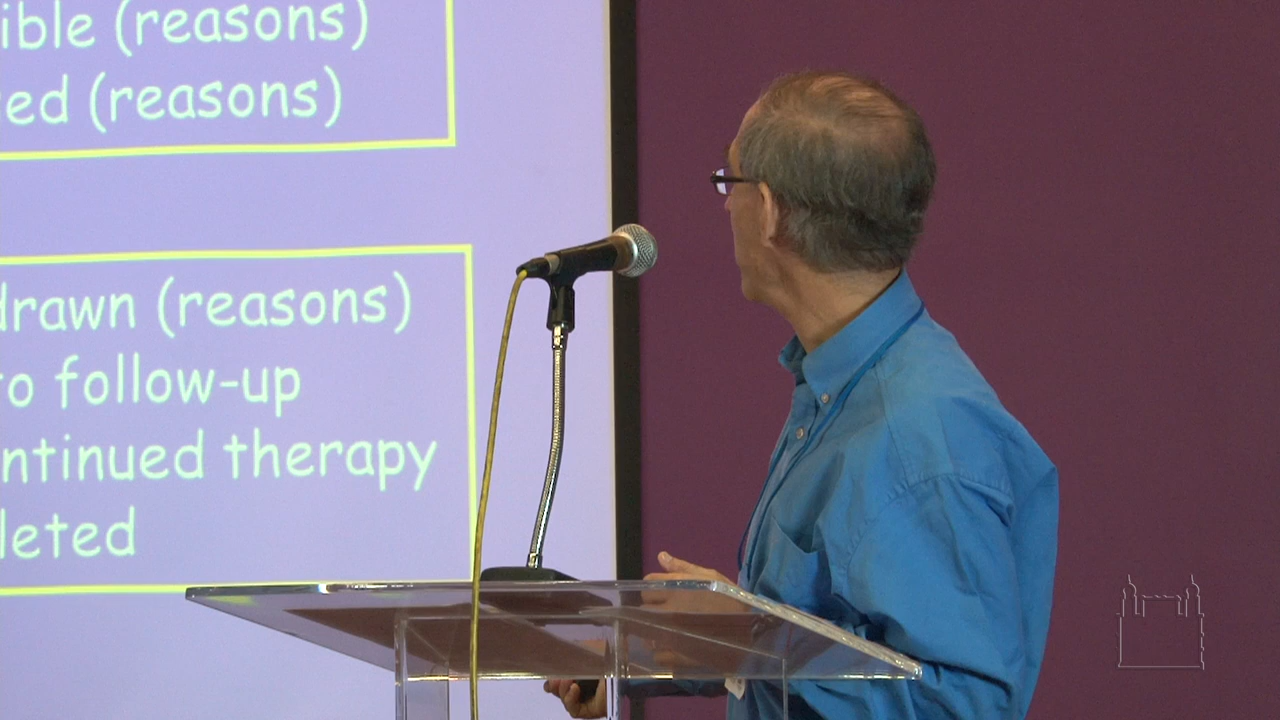 ible (reasons)
ed (reasons)
drawn (reasons)
to follow-up
ntinued therapy
leted